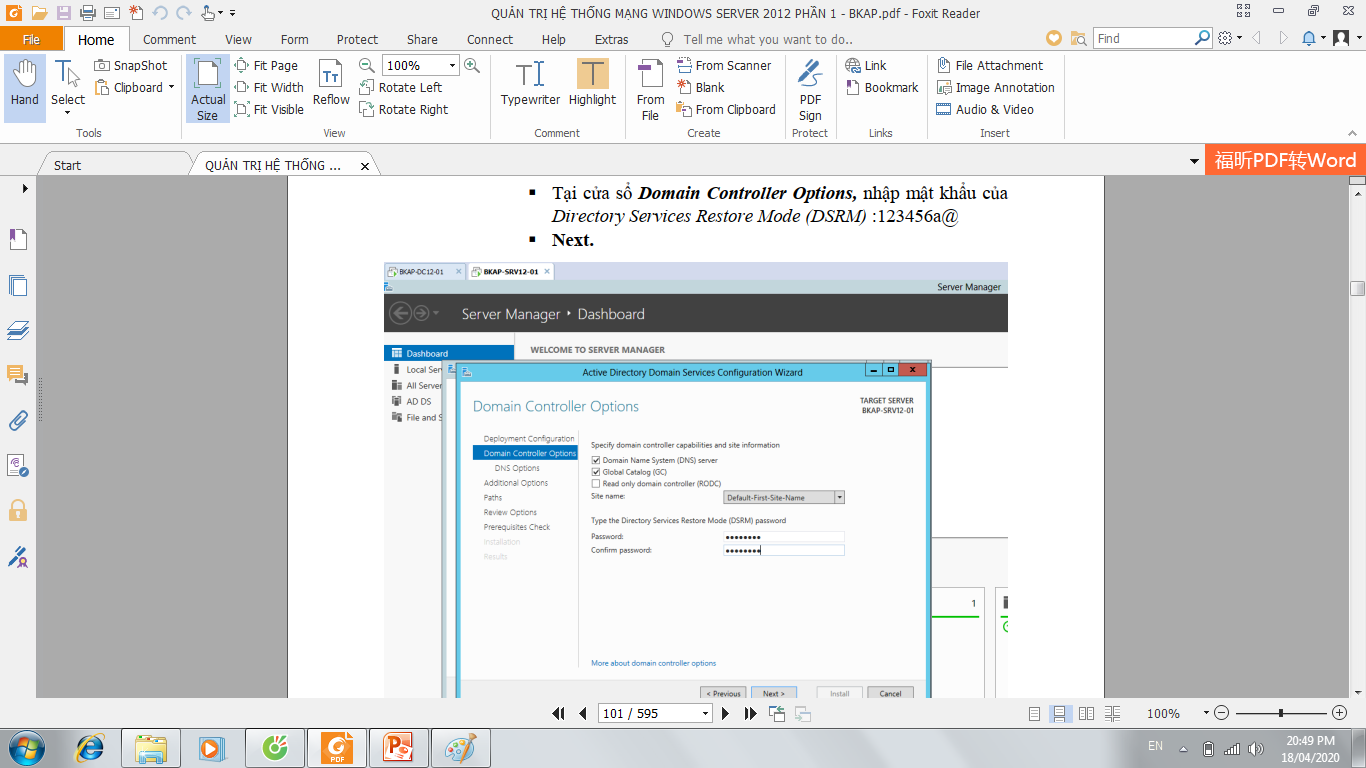 QUẢN TRỊ HỆ THỐNG MẠNG WINDOWS SERVER 2012 PHẦN 1 - BKAP.pdf - Foxit Reader
File Home Comment View Form Protect Share Connect Help Extras Tell me what you want to do.. Find
Hand
Select
SnapShot
Clipboard
Tools
Actual Size
Fit Page
Fit Width
Fit Visible
Reflow
100%
Rotate Left
Rotate Right
View
Typewriter
Highlight
Comment
From File
From Scanner
Blank
From Clipboard
Create
PDF Sign
Protect
Link
Bookmark
Links
File Attachment
Image Annotation
Audio & Video
Insert
Start
QUẢN TRỊ HỆ THỐNG ...
福昕PDF转Word
Tại cửa sổ Domain Controller Options, nhập mật khẩu của
Directory Services Restore Mode (DSRM) :123456a@
Next.
BKAP-DC12-01 BKAP-SRV12-01
Server Manager
Server Manager Dashboard
Dashboard
Local Ser
All Server
AD DS
File and S
WELCOME TO SERVER MANAGER
Active Directory Domain Services Configuration Wizard
Domain Controller Options
TARGET SERVER
BKAP-SRV12-01
Deployment Configuration
Domain Controller Options
DNS Options
Additional Options
Paths
Review Options
Prerequisites Check
Installation
Results
Specify domain controller capabilities and site information
Domain Name System (DNS) server
Global Catalog (GC)
Read only domain controller (RODC)
Site name: Default-First-Site-Name
Type the Directory Services Restore Mode (DSRM) password
Password: ••••••••
Confirm password: ••••••••
More about domain controller options
< Previous Next > Install Cancel
1
101 / 595
100%
PDF
EN
20:49 PM
18/04/2020